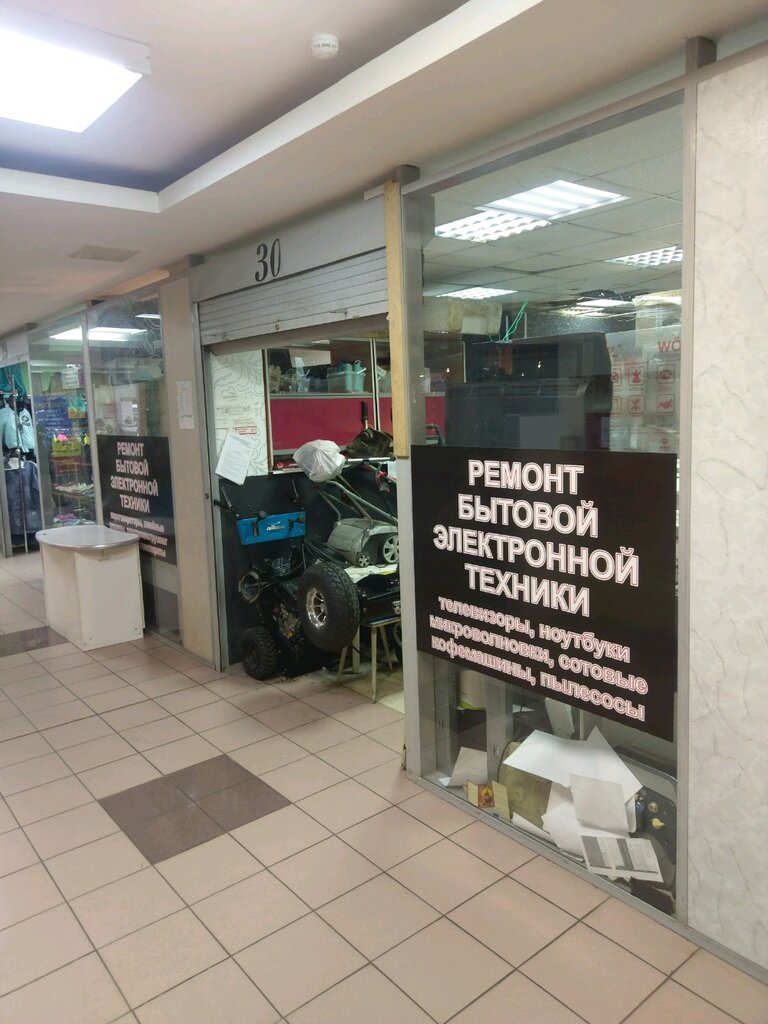 30
РЕМОНТ
БЫТОВОЙ
ЭЛЕКТРОННОЙ
ТЕХНИКИ
РЕМОНТ
БЫТОВОЙ
ЭЛЕКТРОННОЙ
ТЕХНИКИ
телевизоры, ноутбуки
микроволновки, сотовые
кофемашины, пылесосы